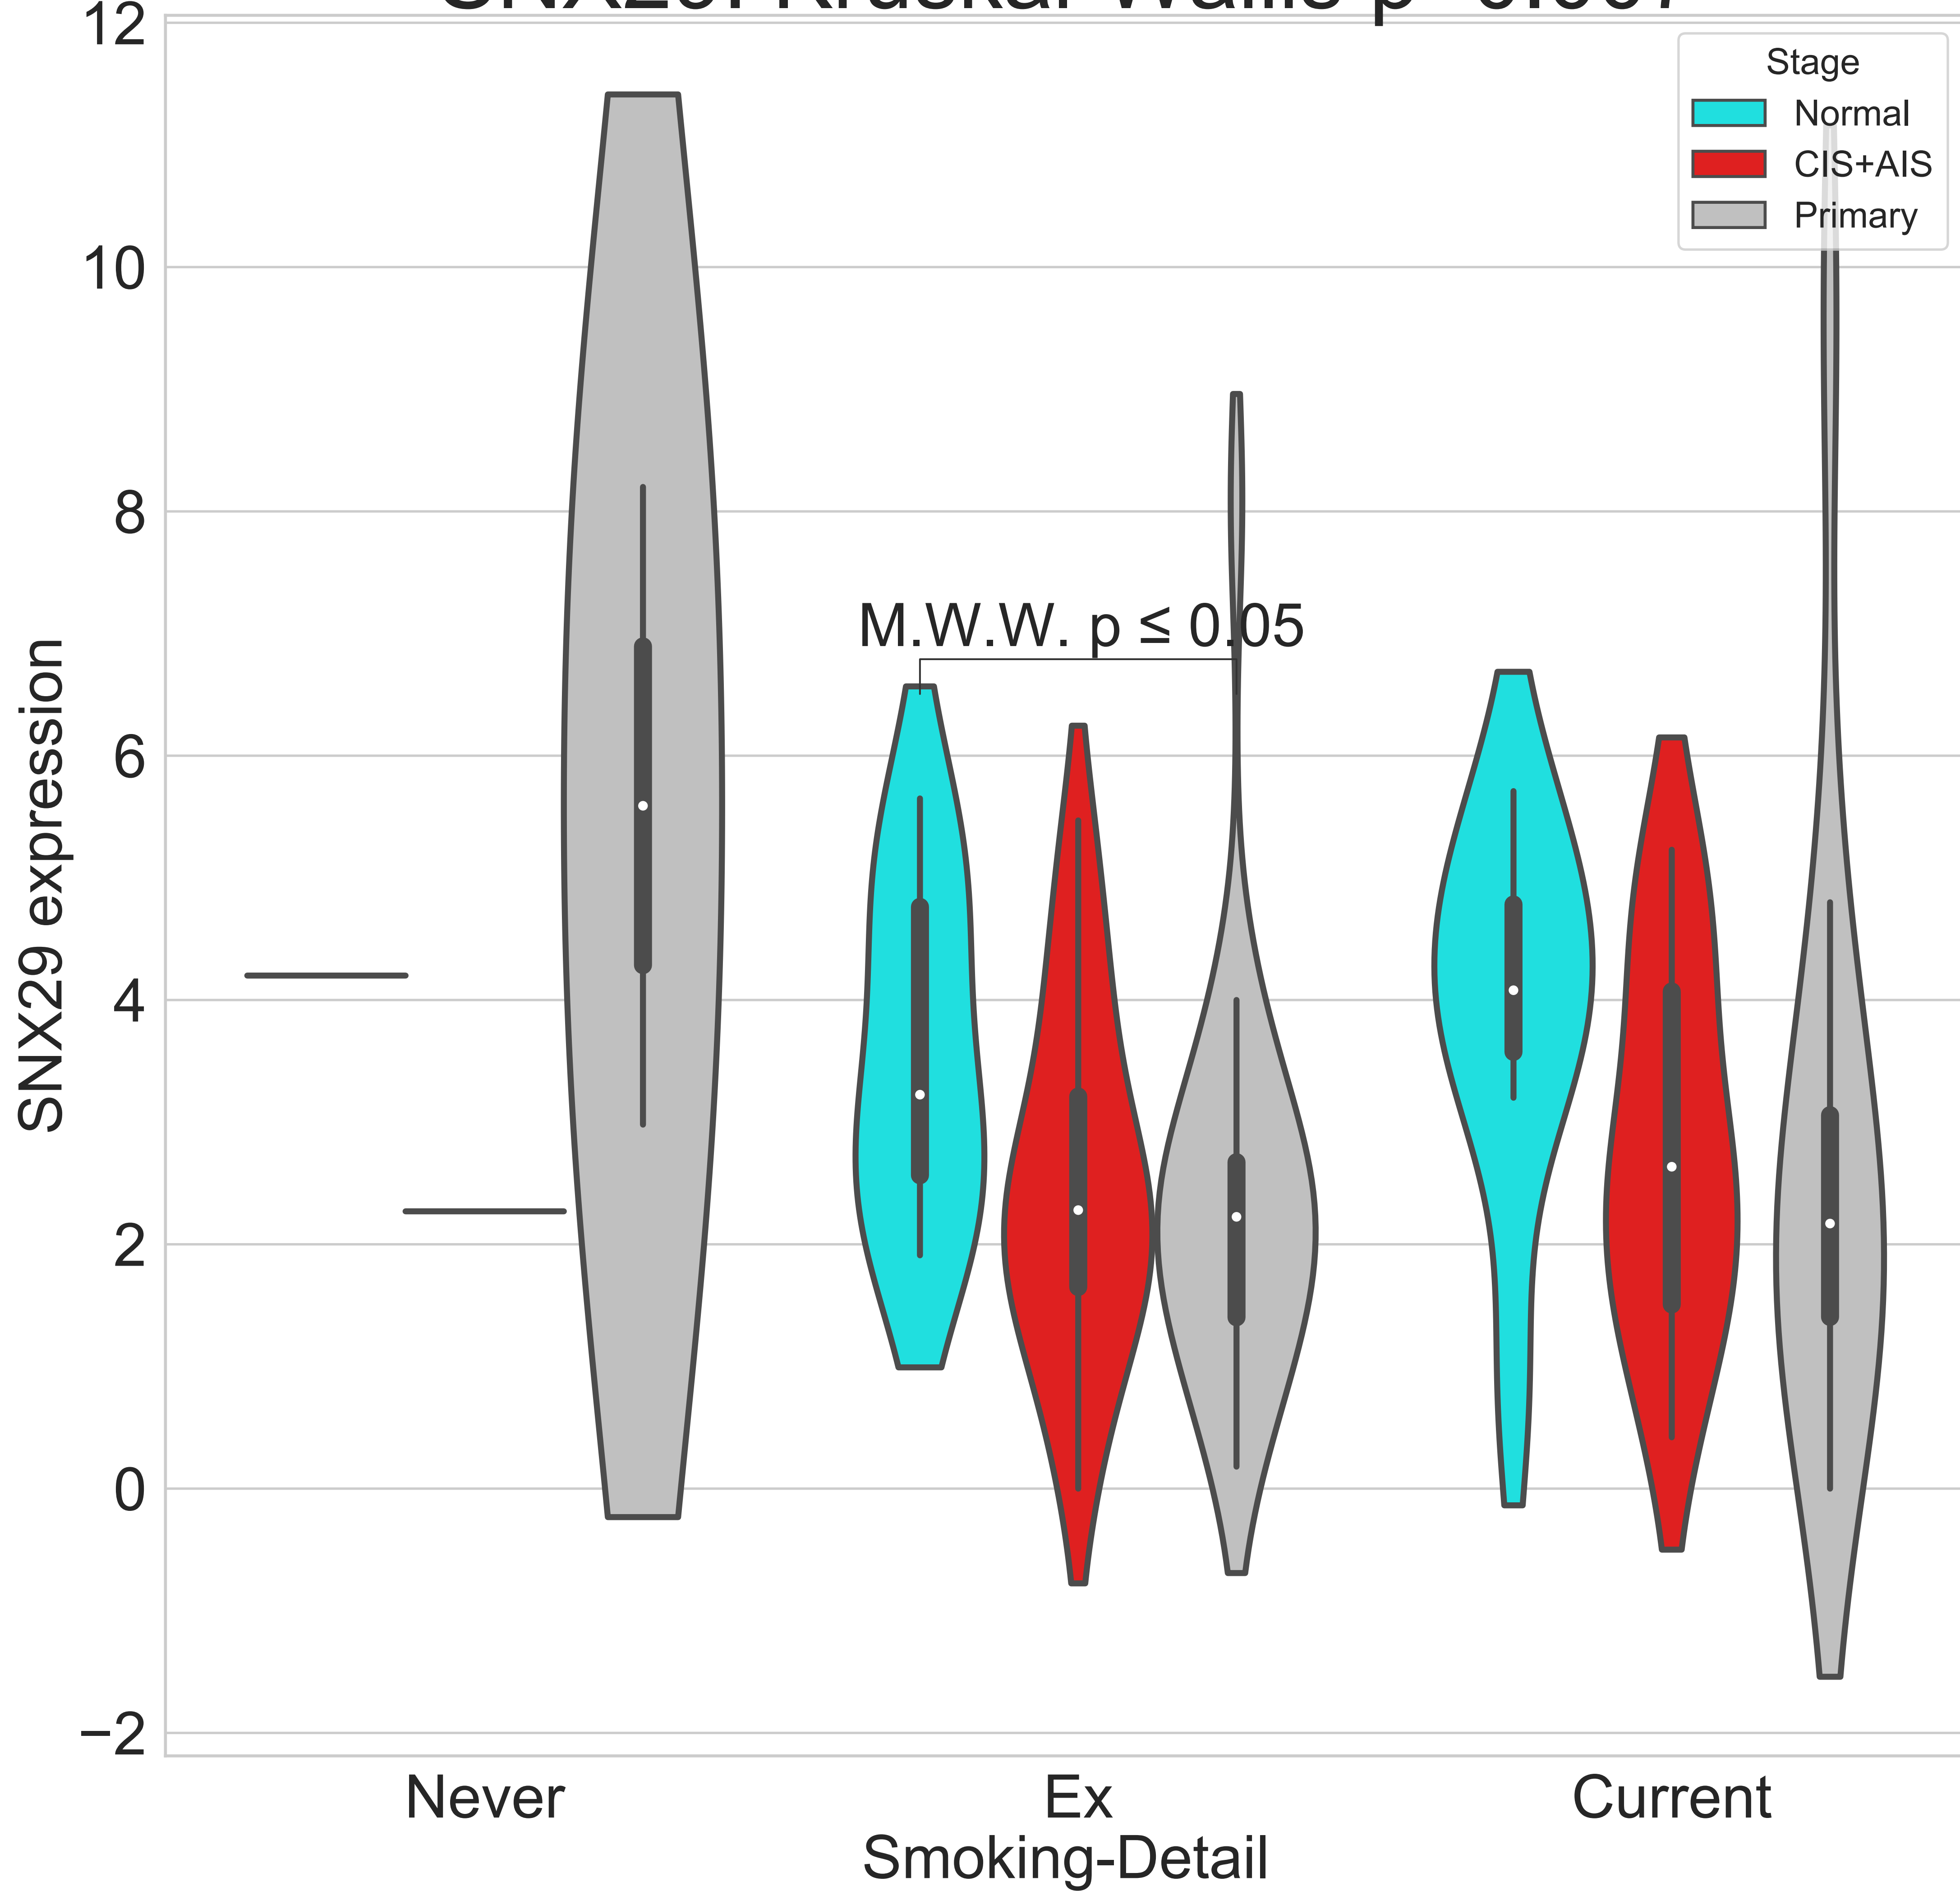 12
10
8
6
4
2
0
−2
SNX29 expression
Stage
Normal
CIS+AIS
Primary
M.W.W. p ≤ 0.05
Never
Ex
Current
Smoking-Detail